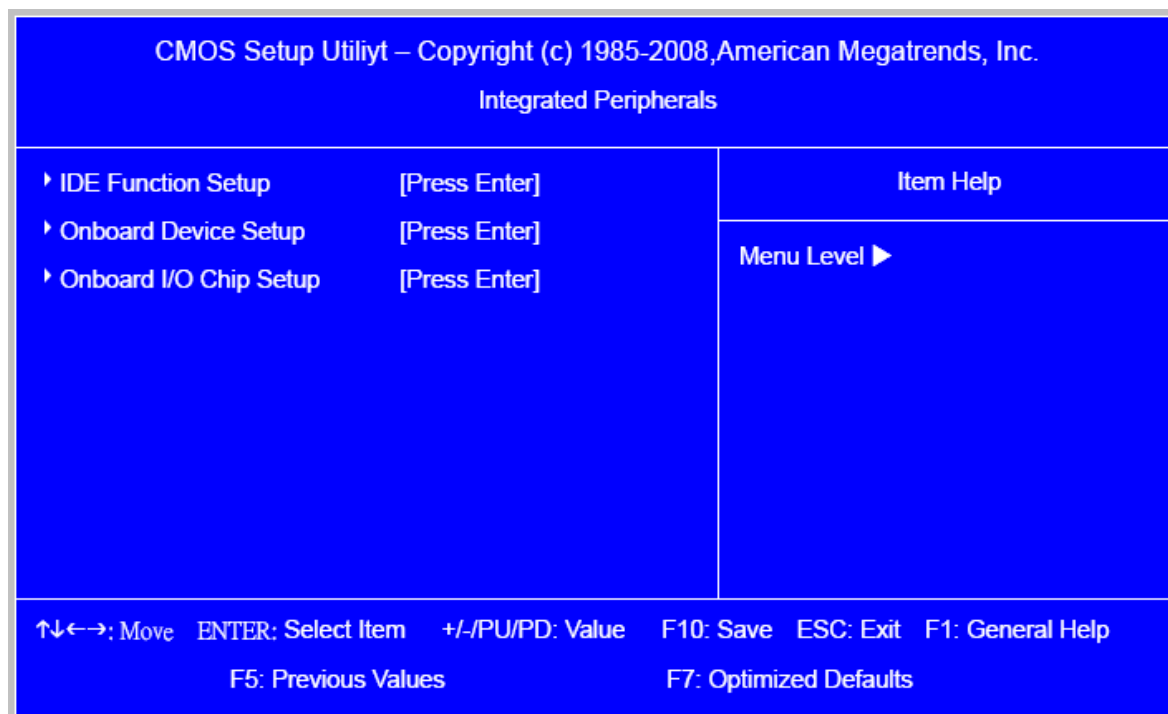 CMOS Setup Utiliyt – Copyright (c) 1985-2008,American Megatrends, Inc.
Integrated Peripherals
IDE Function Setup [Press Enter]
Onboard Device Setup [Press Enter]
Onboard I/O Chip Setup [Press Enter]
Item Help
Menu Level ▶
↑↓←→: Move ENTER: Select Item +/-/PU/PD: Value F10: Save ESC: Exit F1: General Help
F5: Previous Values F7: Optimized Defaults